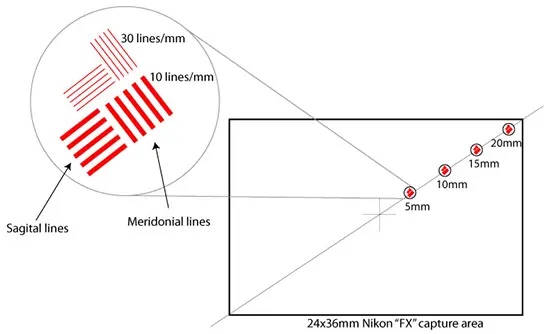 30 lines/mm
10 lines/mm
Sagital lines
Meridonial lines
20mm
15mm
10mm
5mm
24x36mm Nikon “FX” capture area